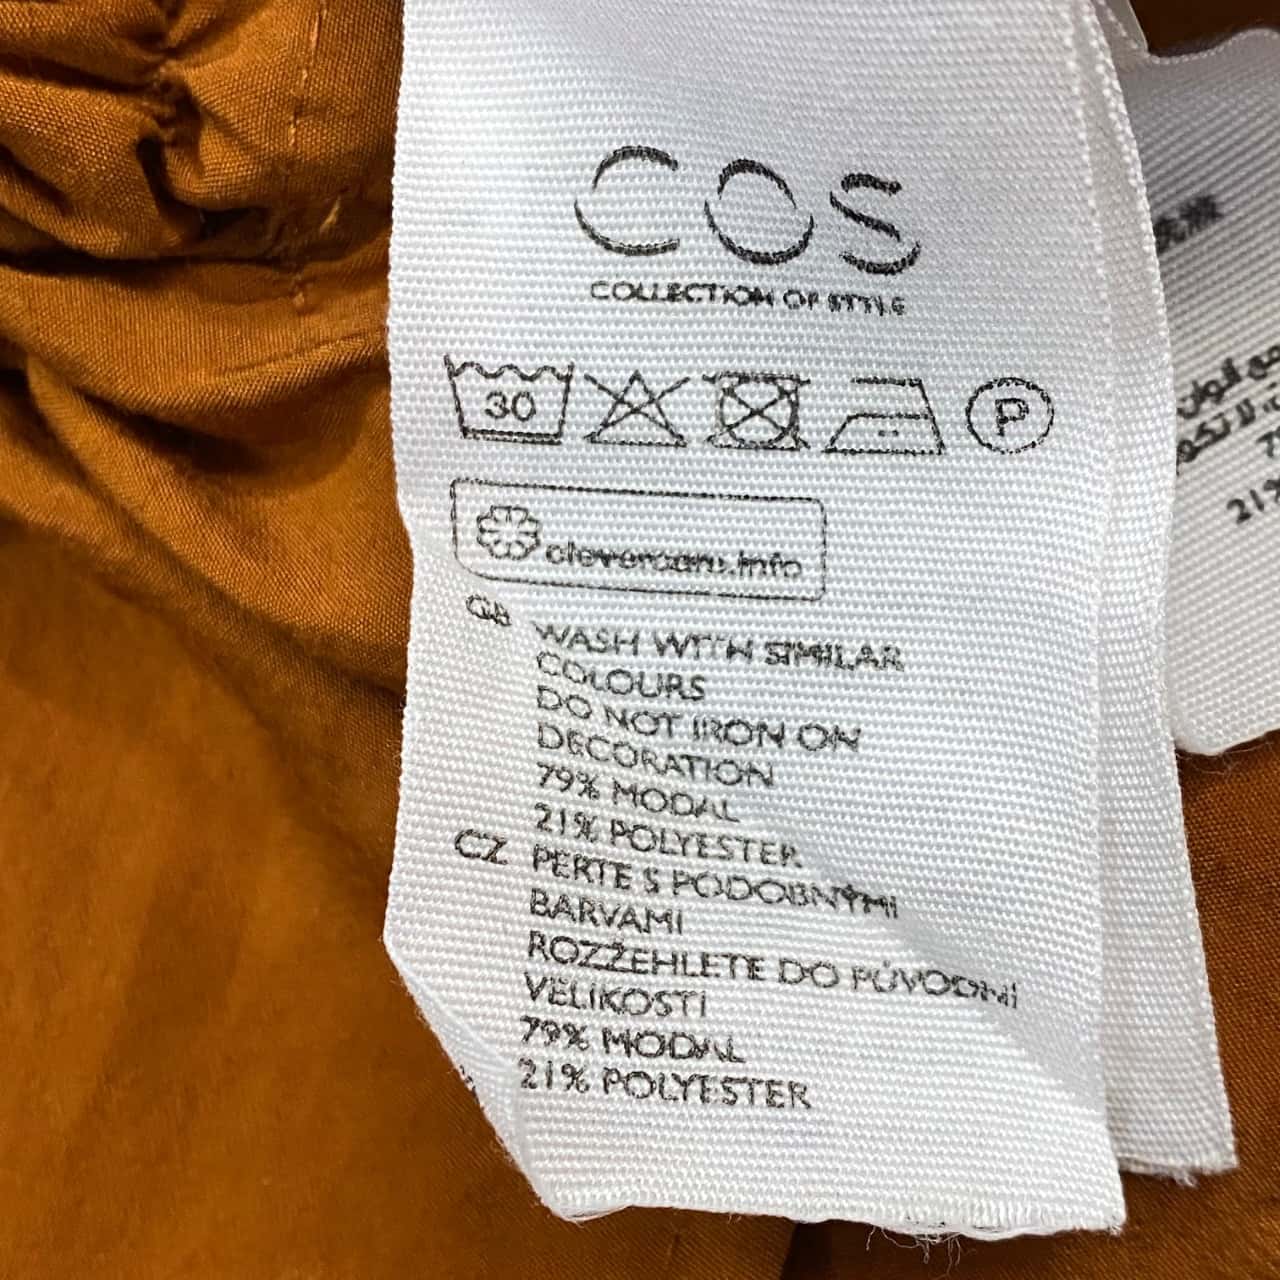 COS
COLLECTION OF STYLE
30
P
clevercare.info
GB
WASH WITH SIMILAR
COLOURS
DO NOT IRON ON
DECORATION
79% MODAL
21% POLYESTER
CZ
PERTE S PODOBNÝMI
BARVAMI
ROZŽEHLETE DO PŮVODNÍ
VELIKOSTI
79% MODAL
21% POLYESTER
21%